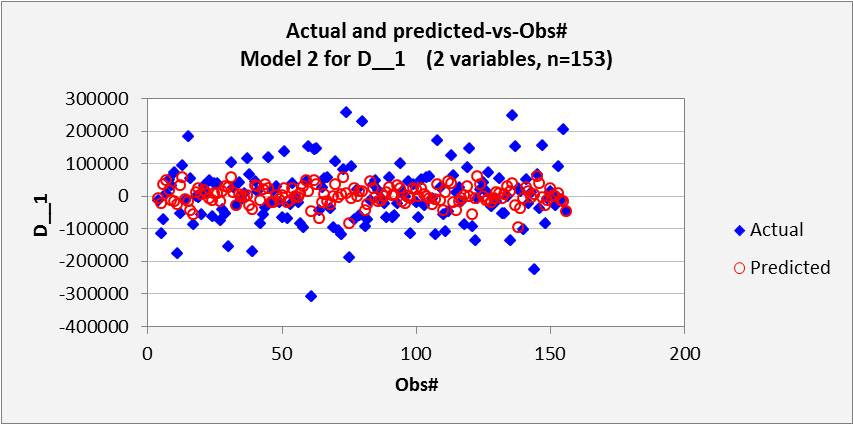 Actual and predicted-vs-Obs#
Model 2 for D__1 (2 variables, n=153)
300000
200000
100000
0
-100000
-200000
-300000
-400000
D__1
0 50 100 150 200
Obs#
Actual
Predicted